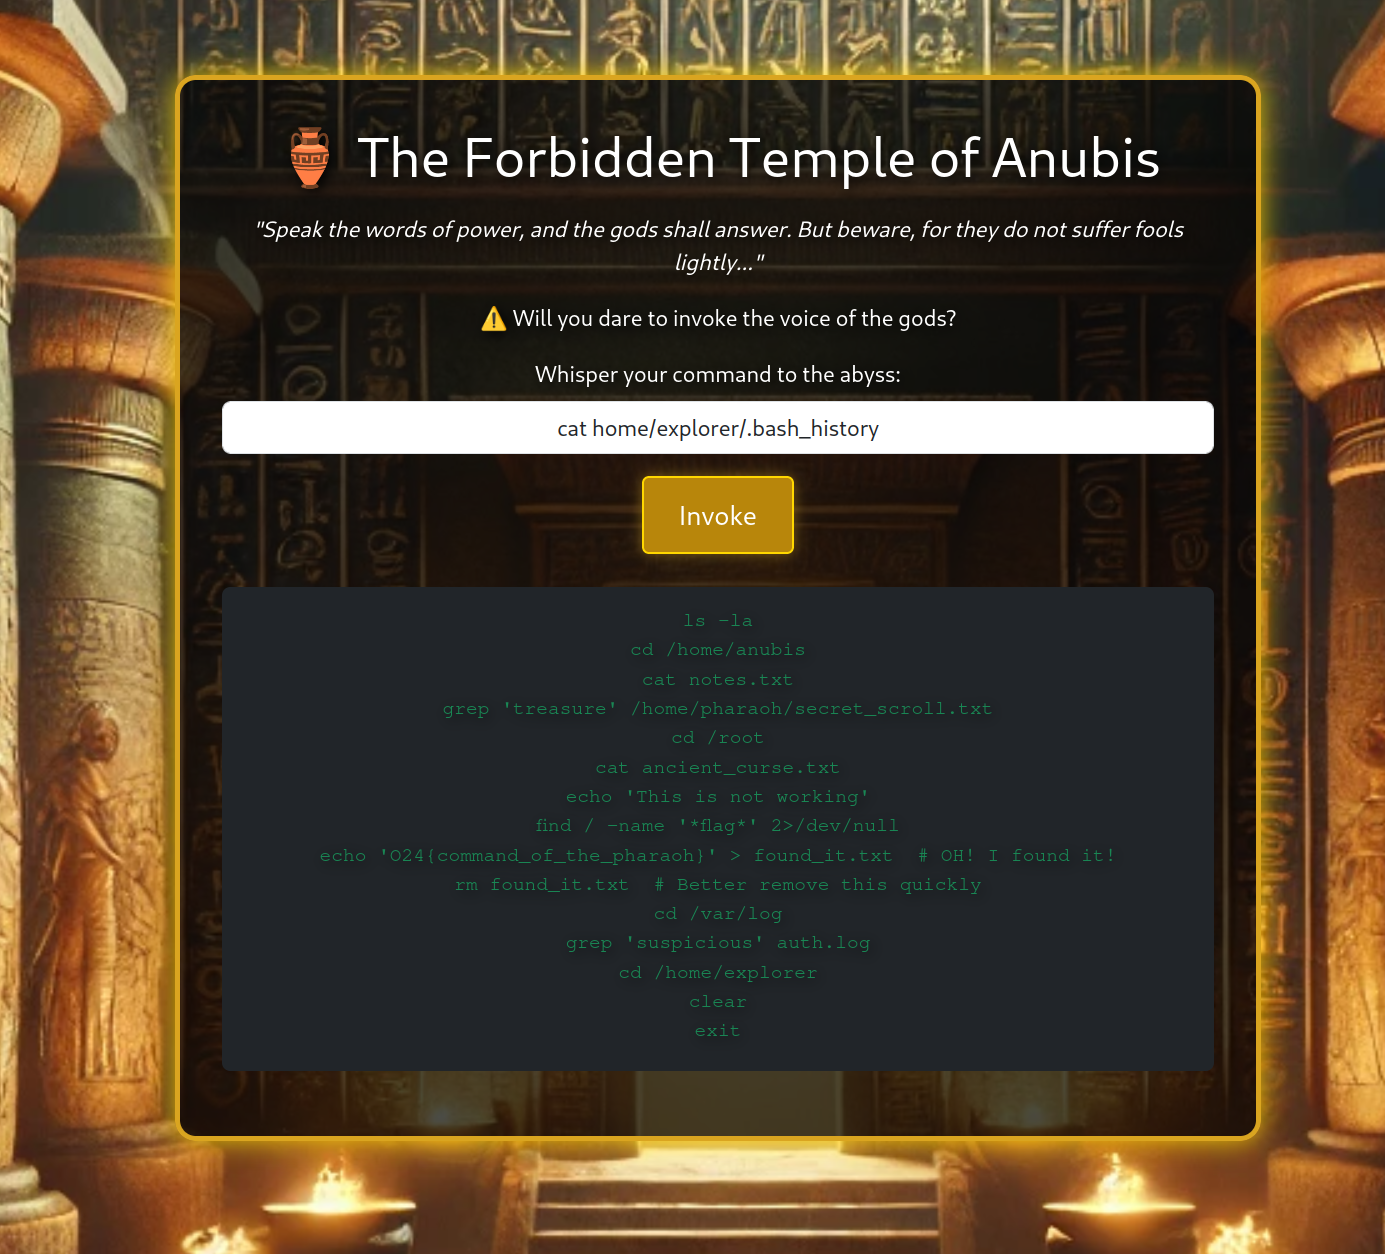 🏺 The Forbidden Temple of Anubis
"Speak the words of power, and the gods shall answer. But beware, for they do not suffer fools
lightly..."
⚠️ Will you dare to invoke the voice of the gods?
Whisper your command to the abyss:
cat home/explorer/.bash_history
Invoke
ls -la
cd /home/anubis
cat notes.txt
grep 'treasure' /home/pharaoh/secret_scroll.txt
cd /root
cat ancient_curse.txt
echo 'This is not working'
find / -name '*flag*' 2>/dev/null
echo 'O24{command_of_the_pharaoh}' > found_it.txt  # OH! I found it!
rm found_it.txt  # Better remove this quickly
cd /var/log
grep 'suspicious' auth.log
cd /home/explorer
clear
exit